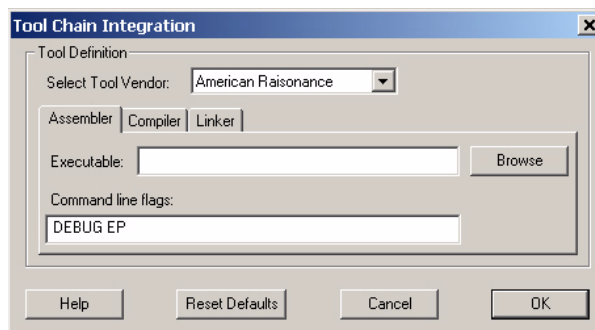 Tool Chain Integration
Tool Definition
Select Tool Vendor: American Raisonance
Assembler Compiler Linker
Executable: Browse
Command line flags:
DEBUG EP
Help Reset Defaults Cancel OK